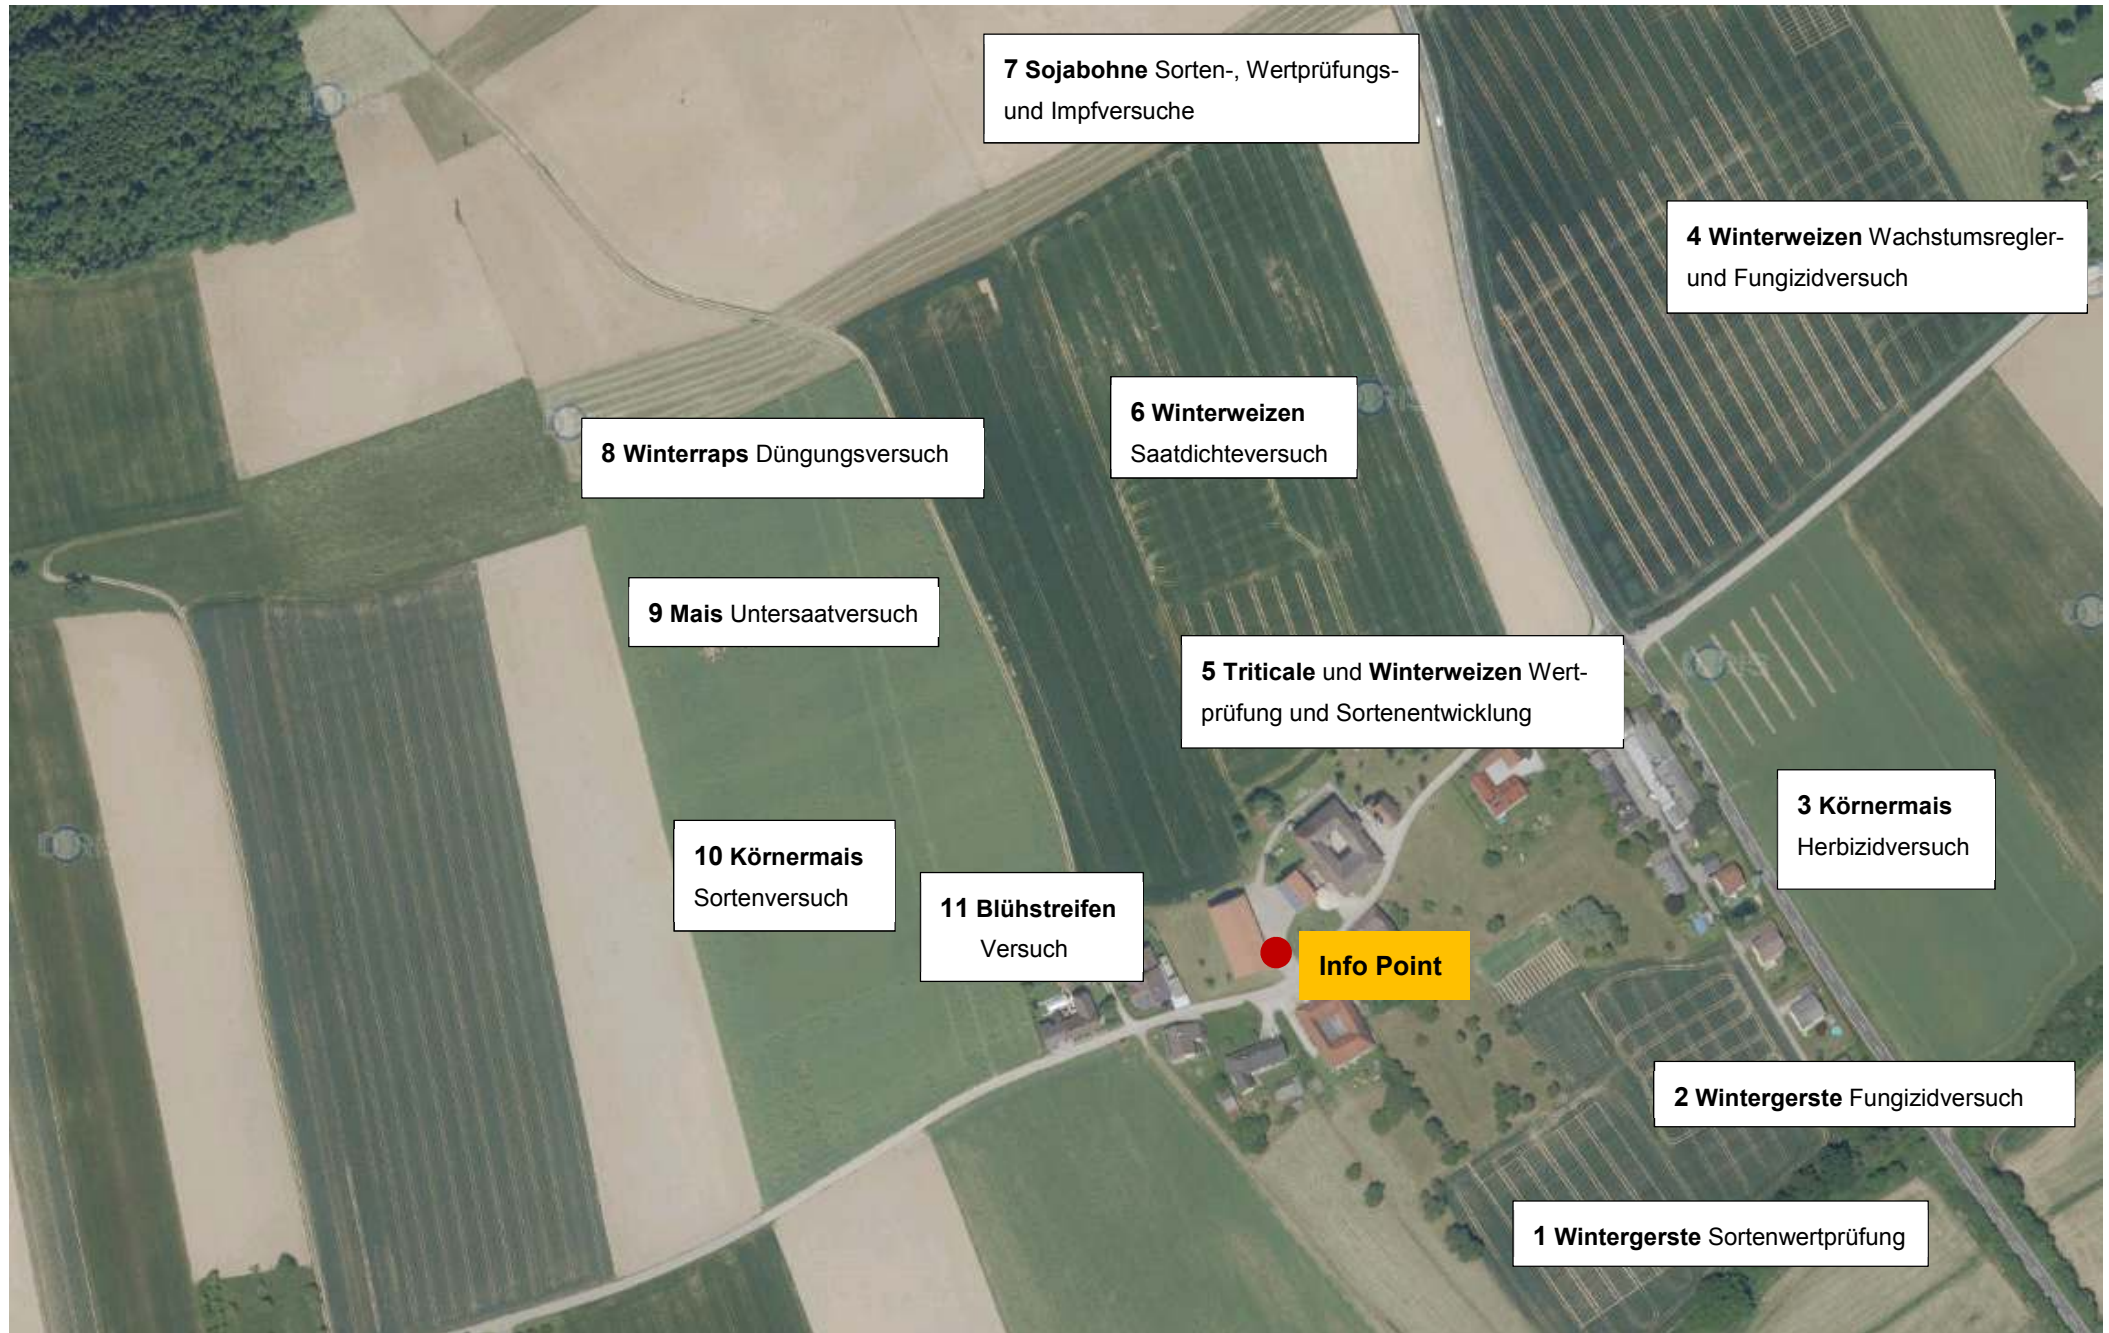 7 Sojabohne Sorten-, Wertprüfungs-
und Impfversuche
4 Winterweizen Wachstumsregler-
und Fungizidversuch
6 Winterweizen
Saatdichteversuch
8 Winterraps Düngungsversuch
9 Mais Untersaatversuch
5 Triticale und Winterweizen Wert-
prüfung und Sortenentwicklung
3 Körnermais
Herbizidversuch
10 Körnermais
Sortenversuch
11 Blühstreifen
Versuch
Info Point
2 Wintergerste Fungizidversuch
1 Wintergerste Sortenwertprüfung